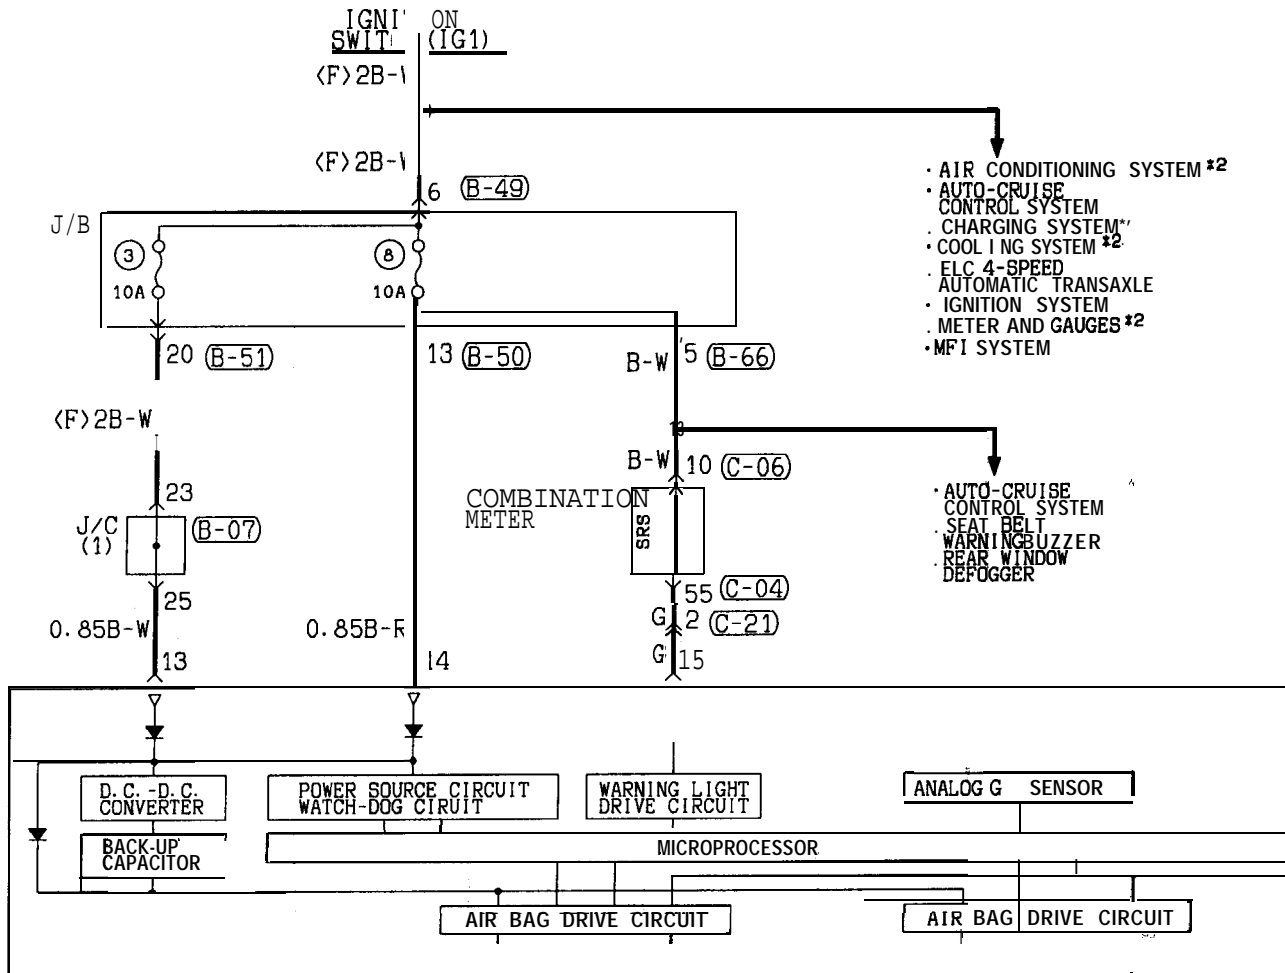 IGNI' ON
SWIT (IG1)
<F>2B-
<F>2B-
6 (B-49)
J/B
3
8
10A
10A
20 (B-51)
13 (B-50)
B-W 5 (B-66)
<F>2B-W
B-W 10 (C-06)
23
J/C
(1)
(B-07)
COMBINATION
METER
SRS
25
55 (C-04)
G 2 (C-21)
0.85B-W
0.85B-R
G 15
13
14
· AIR CONDITIONING SYSTEM *2
· AUTO-CRUISE
CONTROL SYSTEM
. CHARGING SYSTEM*'
· COOL ING SYSTEM *2
. ELC 4-SPEED
AUTOMATIC TRANSAXLE
· IGNITION SYSTEM
. METER AND GAUGES *2
· MFI SYSTEM
· AUTO-CRUISE
CONTROL SYSTEM
. SEAT BELT
WARNING BUZZER
. REAR WINDOW
DEFOGGER
D.C.-D.C.
CONVERTER
POWER SOURCE CIRCUIT
WATCH-DOG CIRUIT
WARNING LIGHT
DRIVE CIRCUIT
ANALOG G SENSOR
BACK-UP
CAPACITOR
MICROPROCESSOR
AIR BAG DRIVE CIRCUIT
AIR BAG DRIVE CIRCUIT